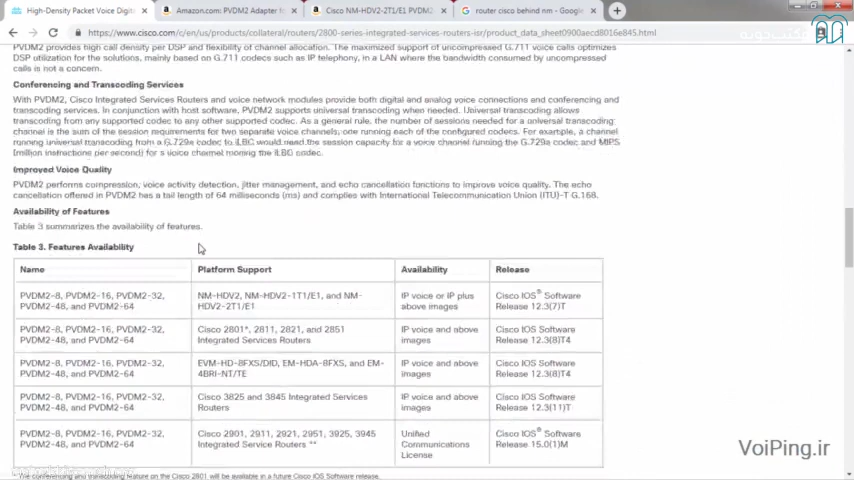 High-Density Packet Voice Digit
Amazon.com: PVDM2 Adapter f
Cisco NM-HDV2-2T1/E1 PVDM2
router cisco behind nm - Google
https://www.cisco.com/c/en/us/products/collateral/routers/2800-series-integrated-services-routers-isr/product_data_sheet0900aecd8016e845.html
PVDM2 provides high call density per DSP and flexibility of channel allocation. The maximized support of uncompressed G.711 voice calls optimizes
DSP utilization for the solutions, mainly based on G.711 codecs such as IP telephony, in a LAN where the bandwidth consumed by uncompressed
calls is not a concern.
Conferencing and Transcoding Services
With PVDM2, Cisco Integrated Services Routers and voice network modules provide both digital and analog voice connections and conferencing and
transcoding services. In conjunction with host software, PVDM2 supports universal transcoding when needed. Universal transcoding allows
transcoding from any supported codec to any other supported codec. As a general rule, the number of sessions needed for a universal transcoding
channel is the sum of the session requirements for two separate voice channels, one running each of the configured codecs. For example, a channel
running universal transcoding from a G.729a codec to iLBC would need the session capacity for a voice channel running the G.729a codec and MIPS
(million instructions per second) for a voice channel running the iLBC codec.
Improved Voice Quality
PVDM2 performs compression, voice activity detection, jitter management, and echo cancellation functions to improve voice quality. The echo
cancellation offered in PVDM2 has a tail length of 64 milliseconds (ms) and complies with International Telecommunication Union (ITU)-T G.168.
Availability of Features
Table 3 summarizes the availability of features.
Table 3. Features Availability
Name Platform Support Availability Release
PVDM2-8, PVDM2-16, PVDM2-32, NM-HDV2, NM-HDV2-1T1/E1, and NM- IP voice or IP plus Cisco IOS® Software
PVDM2-48, and PVDM2-64 HDV2-2T1/E1 above images Release 12.3(7)T
PVDM2-8, PVDM2-16, PVDM2-32, Cisco 2801*, 2811, 2821, and 2851 IP voice and above Cisco IOS Software
PVDM2-48, and PVDM2-64 Integrated Services Routers images Release 12.3(8)T4
PVDM2-8, PVDM2-16, PVDM2-32, EVM-HD-8FXS/DID, EM-HDA-8FXS, and EM- IP voice and above Cisco IOS Software
PVDM2-48, and PVDM2-64 4BRI-NT/TE images Release 12.3(8)T4
PVDM2-8, PVDM2-16, PVDM2-32, Cisco 3825 and 3845 Integrated Services IP voice and above Cisco IOS Software
PVDM2-48, and PVDM2-64 Routers images Release 12.3(11)T
PVDM2-8, PVDM2-16, PVDM2-32, Cisco 2901, 2911, 2921, 2951, 3925, 3945 Unified Cisco IOS® Software
PVDM2-48, and PVDM2-64 Integrated Service Routers ** Communications Release 15.0(1)M
License
VoiPing.ir
* The conferencing and transcoding feature on the Cisco 2801 will be available in a future Cisco IOS Software release.